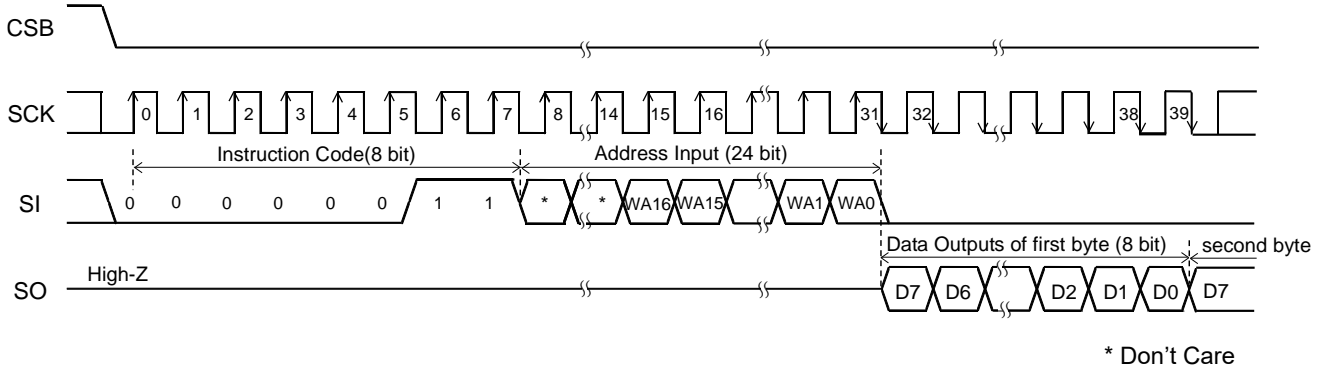 CSB
SCK 0 1 2 3 4 5 6 7 8 14 15 16 31 32 38 39
Instruction Code(8 bit) Address Input (24 bit)
SI 0 0 0 0 0 0 1 1 * * WA16 WA15 WA1 WA0
Data Outputs of first byte (8 bit) second byte
High-Z
SO D7 D6 D2 D1 D0 D7
* Don't Care